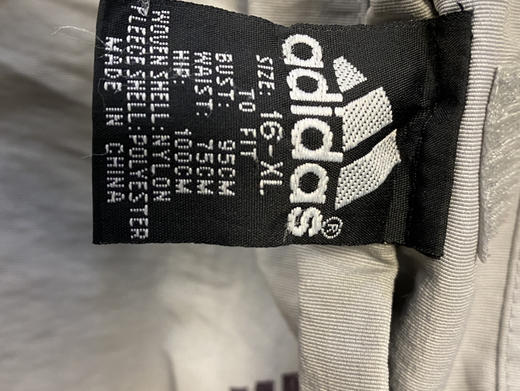 adidas®
SIZE: 16-XL
TO FIT
BUST: 95CM
WAIST: 75CM
HIP: 100CM
WOVEN SHELL:NYLON
FLEECE SHELL:POLYESTER
MADE IN CHINA